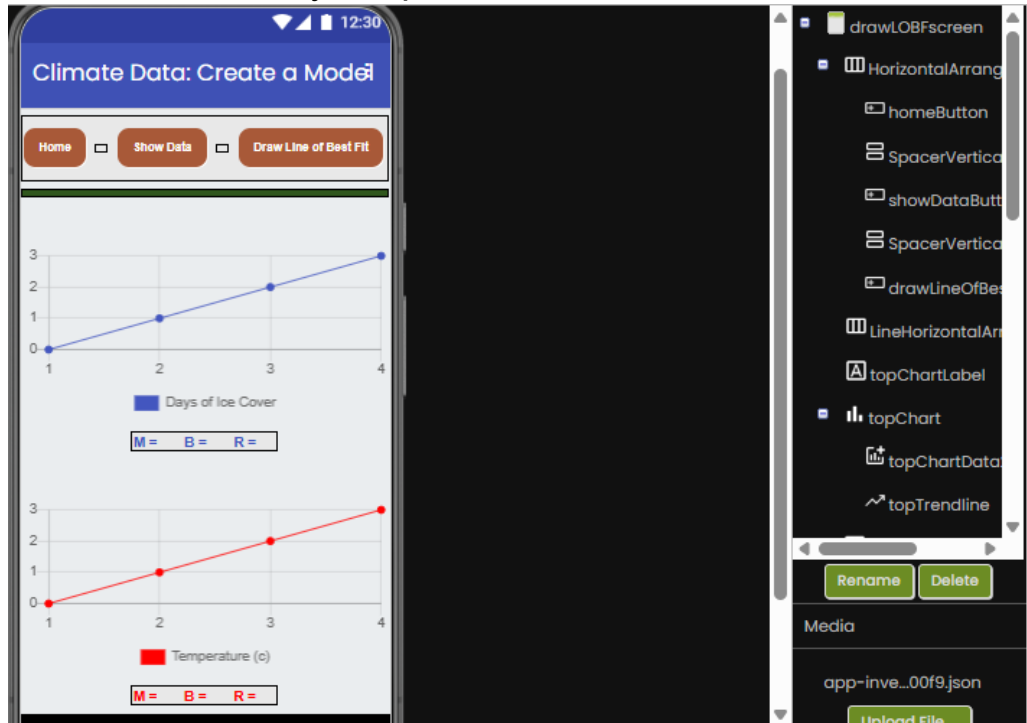 12:30
Climate Data: Create a Model
Home
Show Data
Draw Line of Best Fit
3
2
1
0
1 2 3 4
Days of Ice Cover
M = B = R =
3
2
1
0
1 2 3 4
Temperature (c)
M = B = R =
drawLOBFscreen
HorizontalArrang
homeButton
SpacerVertica
showDataButt
SpacerVertica
drawLineOfBes
LineHorizontalArr
topChartLabel
topChart
topChartData
topTrendline
Rename Delete
Media
app-inve...00f9.json
Upload File